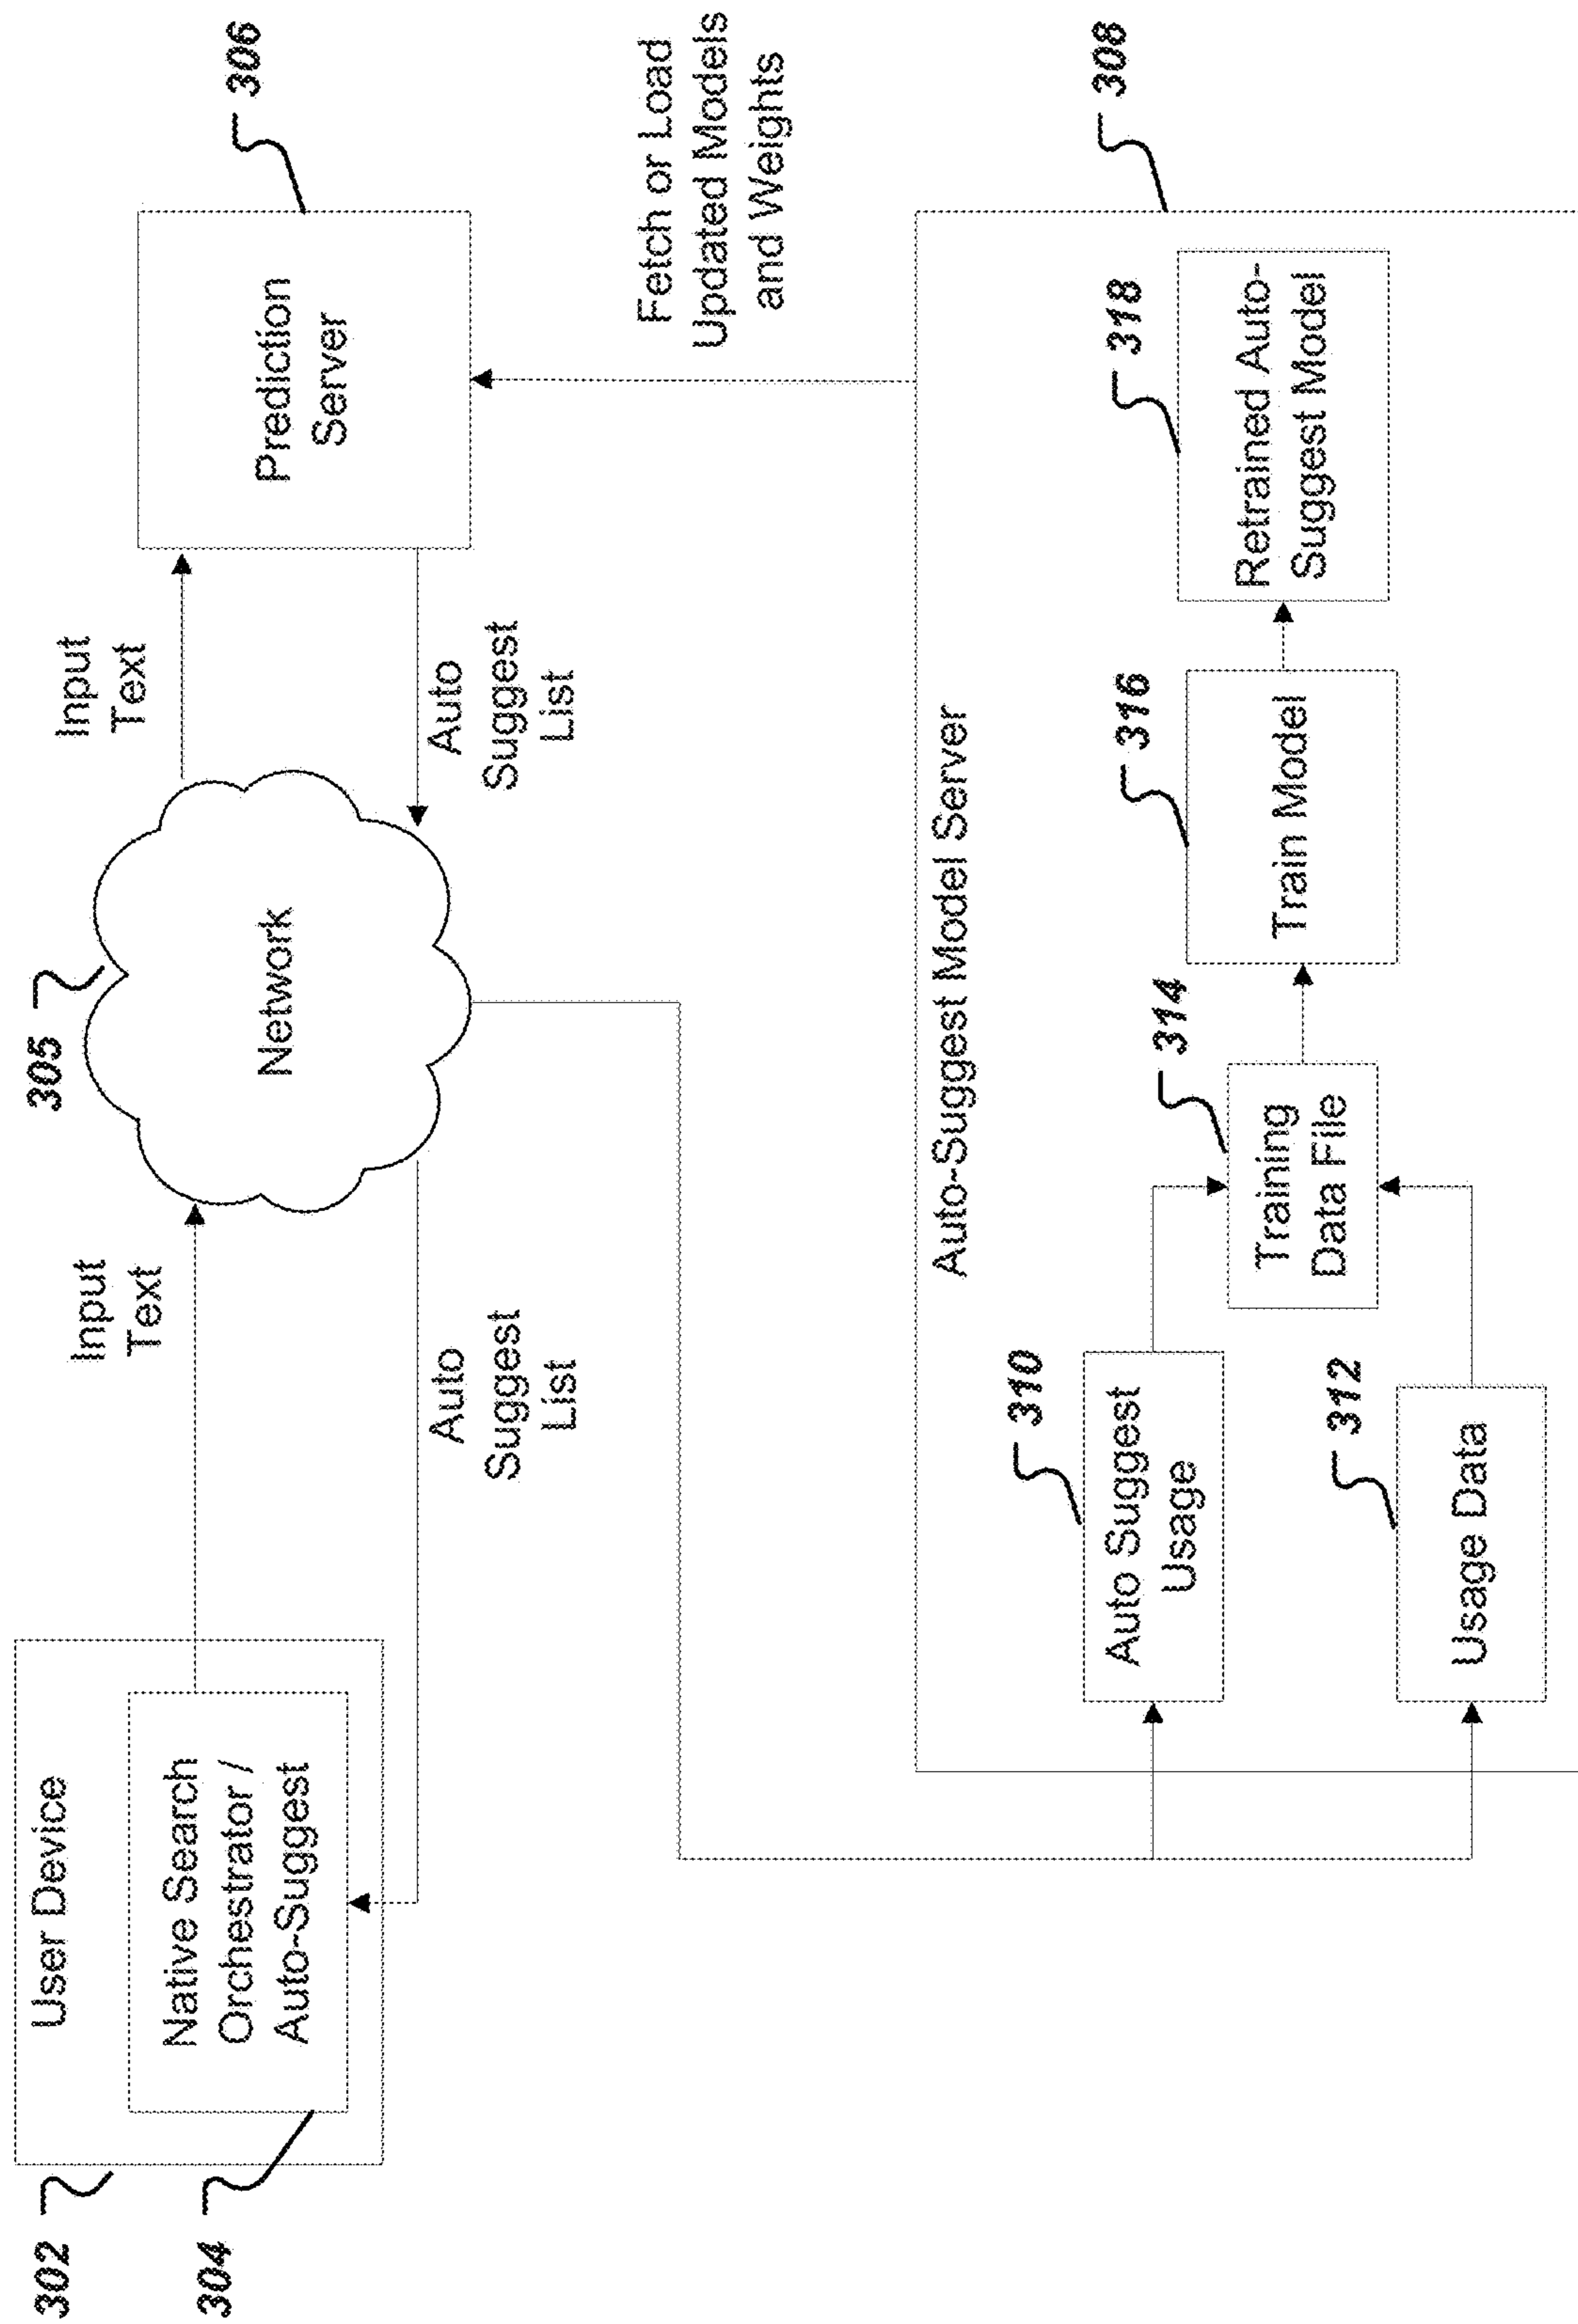 302
User Device
304
Native Search
Orchestrator /
Auto-Suggest
Input
Text
Auto
Suggest
List
305
Network
Input
Text
Auto
Suggest
List
306
Prediction
Server
Fetch or Load
Updated Models
and Weights
308
Auto-Suggest Model Server
310
Auto Suggest
Usage
312
Usage Data
314
Training
Data File
316
Train Model
318
Retrained Auto-
Suggest Model